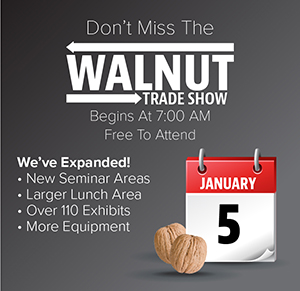 Don't Miss The
WALNUT
TRADE SHOW
Begins At 7:00 AM
Free To Attend
We've Expanded!
• New Seminar Areas
• Larger Lunch Area
• Over 110 Exhibits
• More Equipment
JANUARY
5